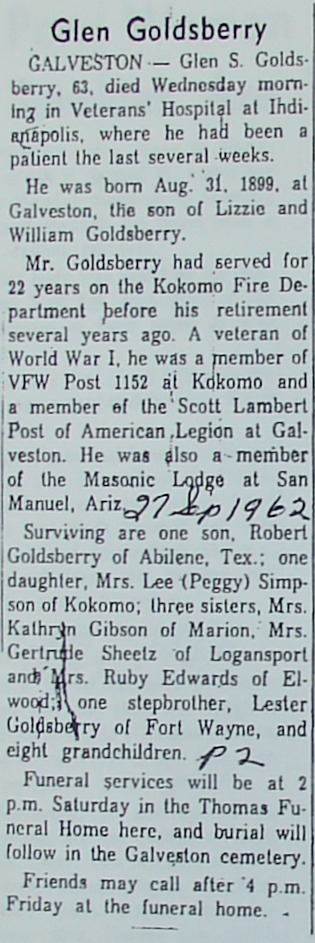 Glen Goldsberry
GALVESTON — Glen S. Golds-
berry, 63, died Wednesday morn-
ing in Veterans' Hospital at Indi-
anapolis, where he had been a
patient the last several weeks.
He was born Aug. 31, 1899, at
Galveston, the son of Lizzie and
William Goldsberry.
Mr. Goldsberry had served for
22 years on the Kokomo Fire De-
partment before his retirement
several years ago. A veteran of
World War I, he was a member of
VFW Post 1152 at Kokomo and
a member of the Scott Lambert
Post of American Legion at Gal-
veston. He was also a member
of the Masonic Lodge at San
Manuel, Ariz. 27 Sep 1962
Surviving are one son, Robert
Goldsberry of Abilene, Tex.; one
daughter, Mrs. Lee (Peggy) Simp-
son of Kokomo; three sisters, Mrs.
Kathryn Gibson of Marion, Mrs.
Gertrude Sheetz of Logansport
and Mrs. Ruby Edwards of El-
wood; one stepbrother, Lester
Goldsberry of Fort Wayne, and
eight grandchildren. P 2
Funeral services will be at 2
p.m. Saturday in the Thomas Fu-
neral Home here, and burial will
follow in the Galveston cemetery.
Friends may call after 4 p.m.
Friday at the funeral home.